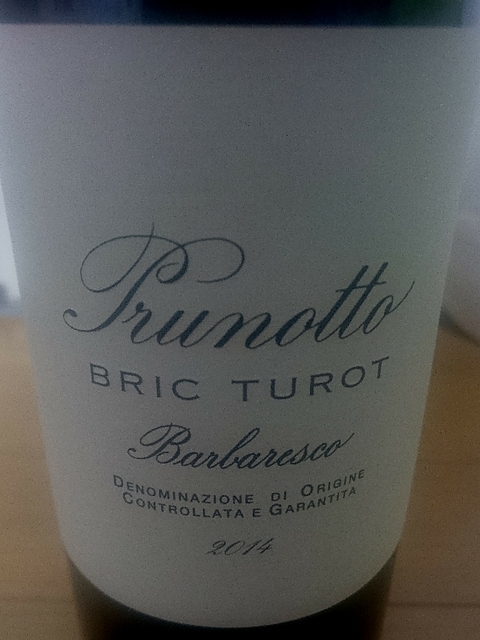 Prunotto
BRIC TUROT
Barbaresco
DENOMINAZIONE DI ORIGINE
CONTROLLATA E GARANTITA
2014